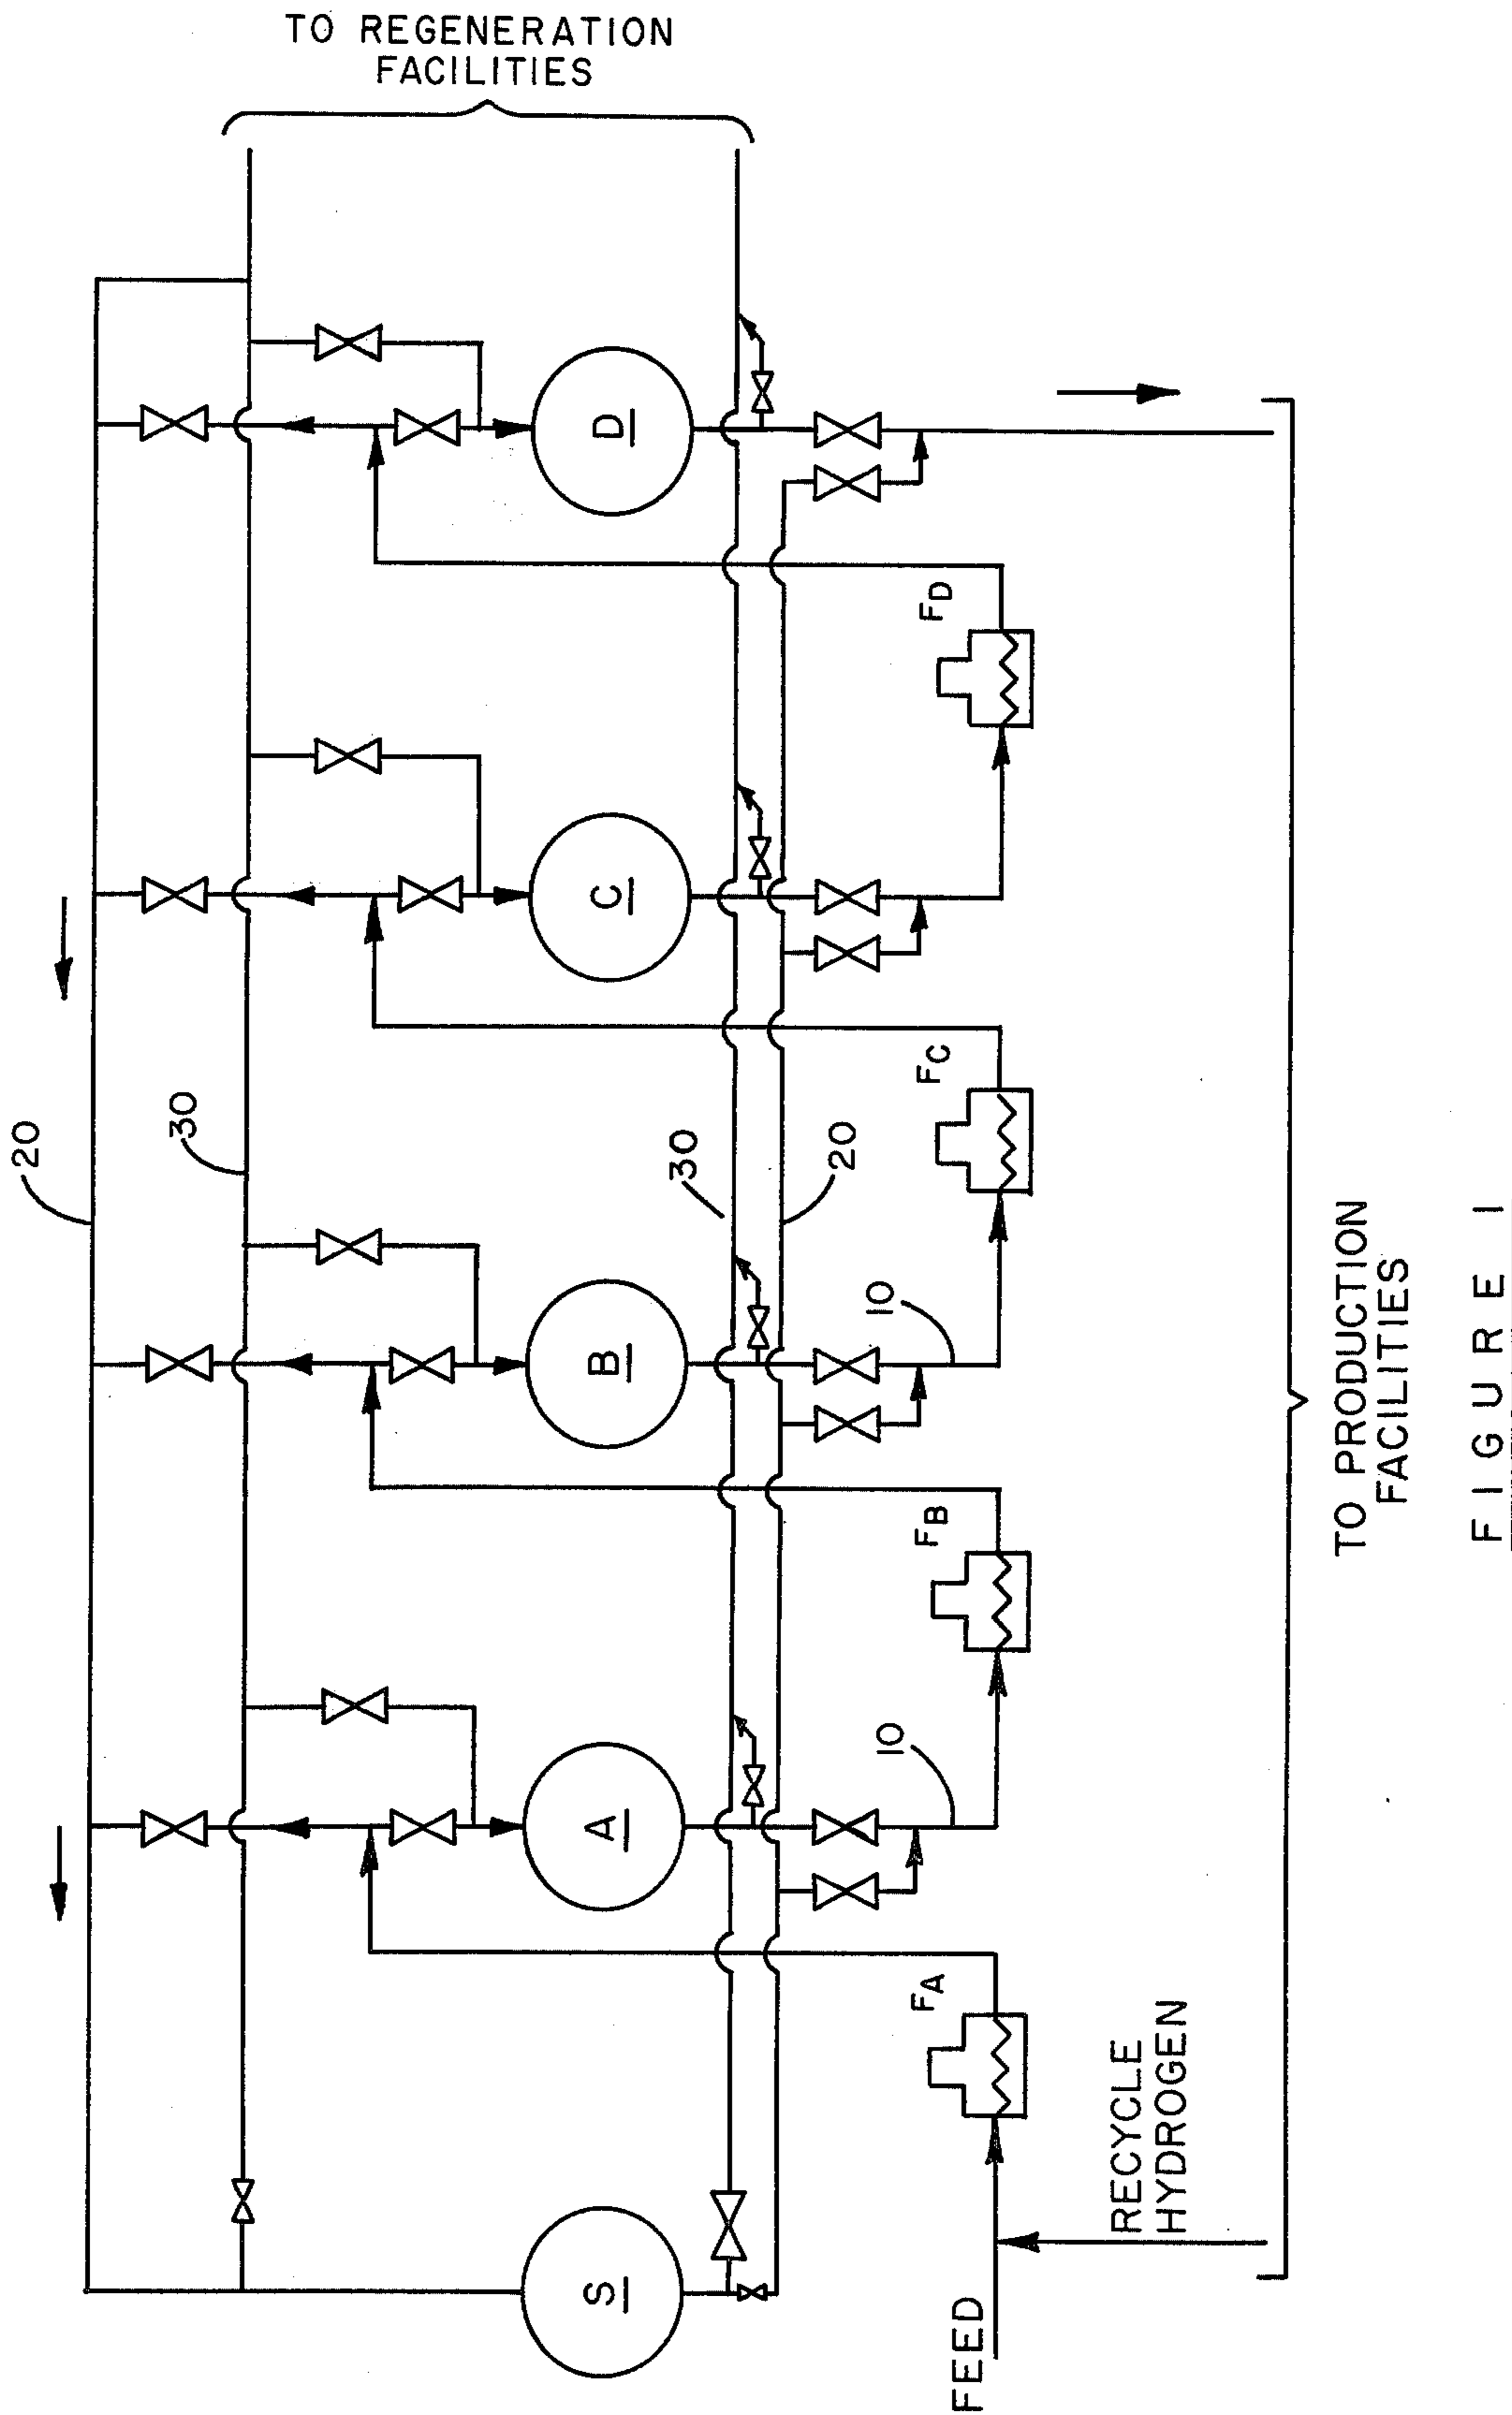 TO REGENERATION
FACILITIES
20
30
30
20
S
A
B
C
D
10
10
FA
FB
FC
FD
FEED
RECYCLE
HYDROGEN
TO PRODUCTION
FACILITIES
FIGURE 1